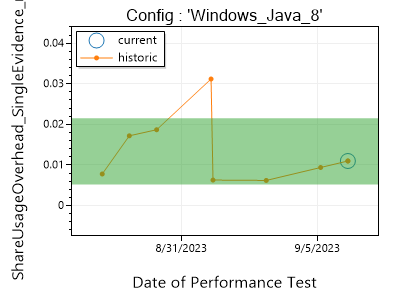 Config : 'Windows_Java_8'
current
historic
0.04
0.03
0.02
0.01
0
8/31/2023
9/5/2023
Date of Performance Test
ShareUsageOverhead_SingleEvidence_